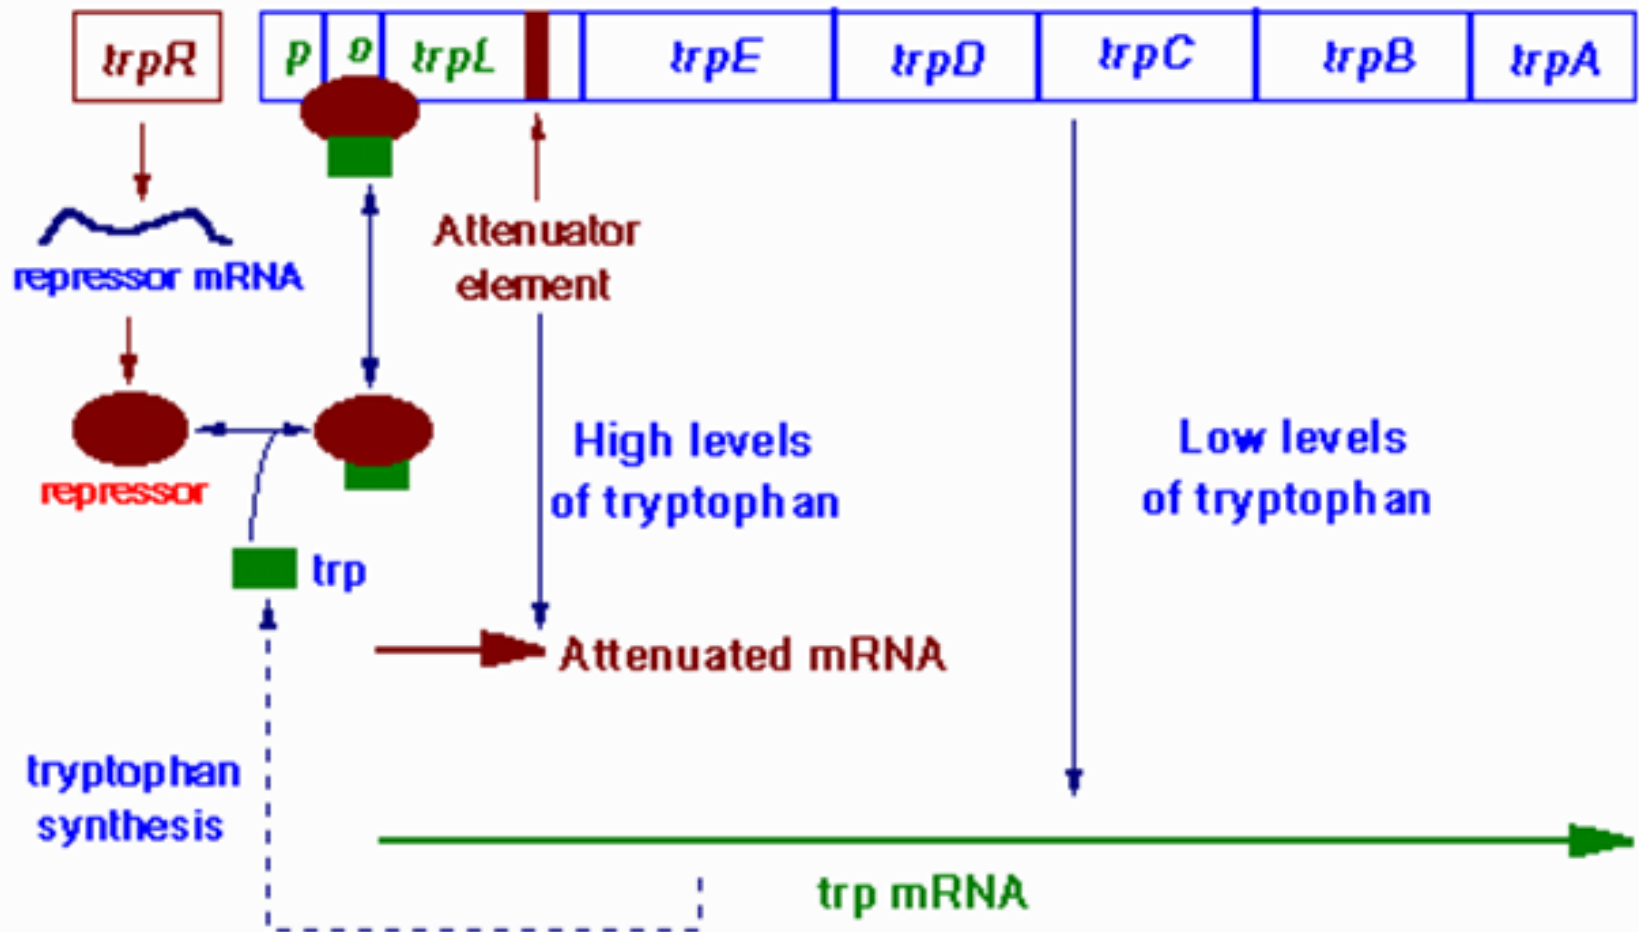 trpR
p
o
trpL
trpE
trpD
trpC
trpB
trpA
Attenuator
element
repressor mRNA
repressor
High levels
of tryptophan
Low levels
of tryptophan
trp
Attenuated mRNA
tryptophan
synthesis
trp mRNA